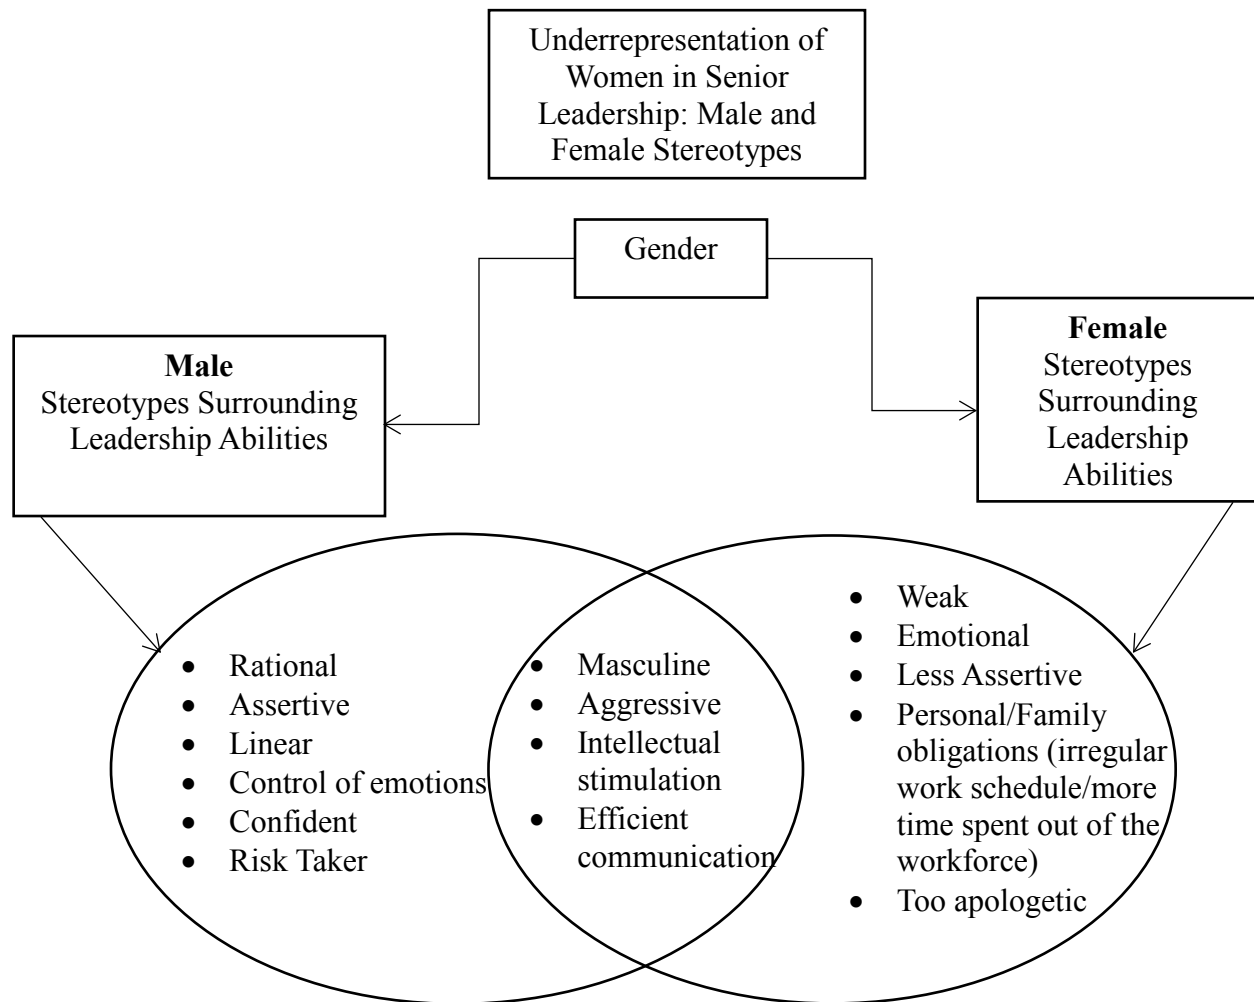 Underrepresentation of
Women in Senior
Leadership: Male and
Female Stereotypes
Gender
Male
Stereotypes Surrounding
Leadership Abilities
Female
Stereotypes
Surrounding
Leadership
Abilities
• Rational
• Assertive
• Linear
• Control of emotions
• Confident
• Risk Taker
• Masculine
• Aggressive
• Intellectual
stimulation
• Efficient
communication
• Weak
• Emotional
• Less Assertive
• Personal/Family
obligations (irregular
work schedule/more
time spent out of the
workforce)
• Too apologetic